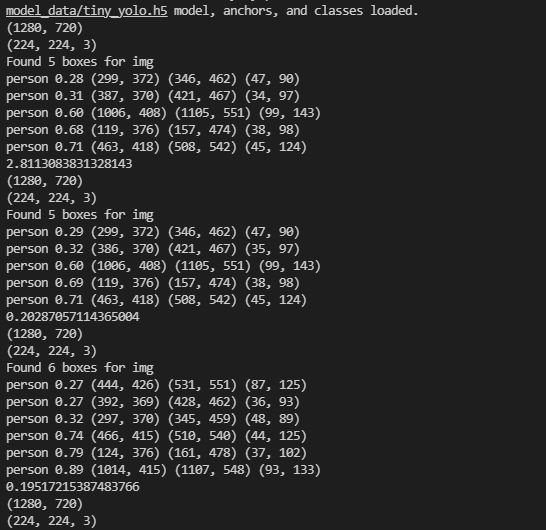 model_data/tiny_yolo.h5 model, anchors, and classes loaded.
(1280, 720)
(224, 224, 3)
Found 5 boxes for img
person 0.28 (299, 372) (346, 462) (47, 90)
person 0.31 (387, 370) (421, 467) (34, 97)
person 0.60 (1006, 408) (1105, 551) (99, 143)
person 0.68 (119, 376) (157, 474) (38, 98)
person 0.71 (463, 418) (508, 542) (45, 124)
2.8113083831328143
(1280, 720)
(224, 224, 3)
Found 5 boxes for img
person 0.29 (299, 372) (346, 462) (47, 90)
person 0.32 (386, 370) (421, 467) (35, 97)
person 0.60 (1006, 408) (1105, 551) (99, 143)
person 0.69 (119, 376) (157, 474) (38, 98)
person 0.71 (463, 418) (508, 542) (45, 124)
0.20287057114365004
(1280, 720)
(224, 224, 3)
Found 6 boxes for img
person 0.27 (444, 426) (531, 551) (87, 125)
person 0.27 (392, 369) (428, 462) (36, 93)
person 0.32 (297, 370) (345, 459) (48, 89)
person 0.74 (466, 415) (510, 540) (44, 125)
person 0.79 (124, 376) (161, 478) (37, 102)
person 0.89 (1014, 415) (1107, 548) (93, 133)
0.19517215387483766
(1280, 720)
(224, 224, 3)